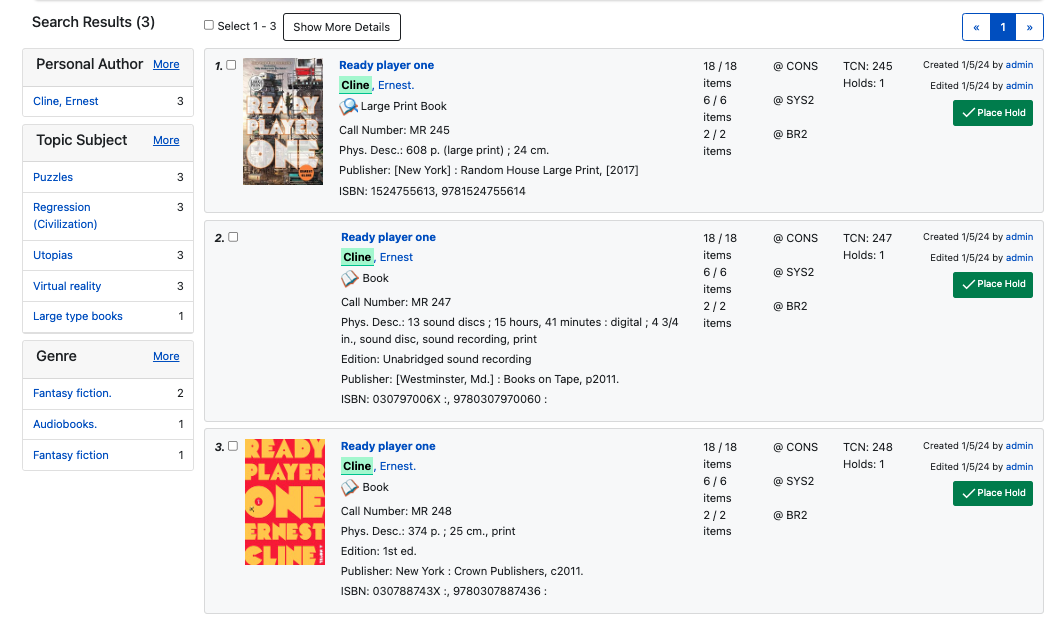 Search Results (3)
Select 1 - 3
Show More Details
«
1
»
Personal Author More
Cline, Ernest 3
Topic Subject More
Puzzles 3
Regression 3
(Civilization)
Utopias 3
Virtual reality 3
Large type books 1
Genre More
Fantasy fiction. 2
Audiobooks. 1
Fantasy fiction 1
1.
READY
PLAYER
ONE
Ready player one
Cline, Ernest.
Large Print Book
Call Number: MR 245
Phys. Desc.: 608 p. (large print) ; 24 cm.
Publisher: [New York] : Random House Large Print, [2017]
ISBN: 1524755613, 9781524755614
18 / 18 @ CONS
items
6 / 6 @ SYS2
items
2 / 2 @ BR2
items
TCN: 245
Holds: 1
Created 1/5/24 by admin
Edited 1/5/24 by admin
Place Hold
2.
Ready player one
Cline, Ernest
Book
Call Number: MR 247
Phys. Desc.: 13 sound discs ; 15 hours, 41 minutes : digital ; 4 3/4
in., sound disc, sound recording, print
Edition: Unabridged sound recording
Publisher: [Westminster, Md.] : Books on Tape, p2011.
ISBN: 030797006X :, 9780307970060 :
18 / 18 @ CONS
items
6 / 6 @ SYS2
items
2 / 2 @ BR2
items
TCN: 247
Holds: 1
Created 1/5/24 by admin
Edited 1/5/24 by admin
Place Hold
3.
READY
PLAYER
ONE
ERNEST
CLINE
Ready player one
Cline, Ernest.
Book
Call Number: MR 248
Phys. Desc.: 374 p. ; 25 cm., print
Edition: 1st ed.
Publisher: New York : Crown Publishers, c2011.
ISBN: 030788743X :, 9780307887436 :
18 / 18 @ CONS
items
6 / 6 @ SYS2
items
2 / 2 @ BR2
items
TCN: 248
Holds: 1
Created 1/5/24 by admin
Edited 1/5/24 by admin
Place Hold